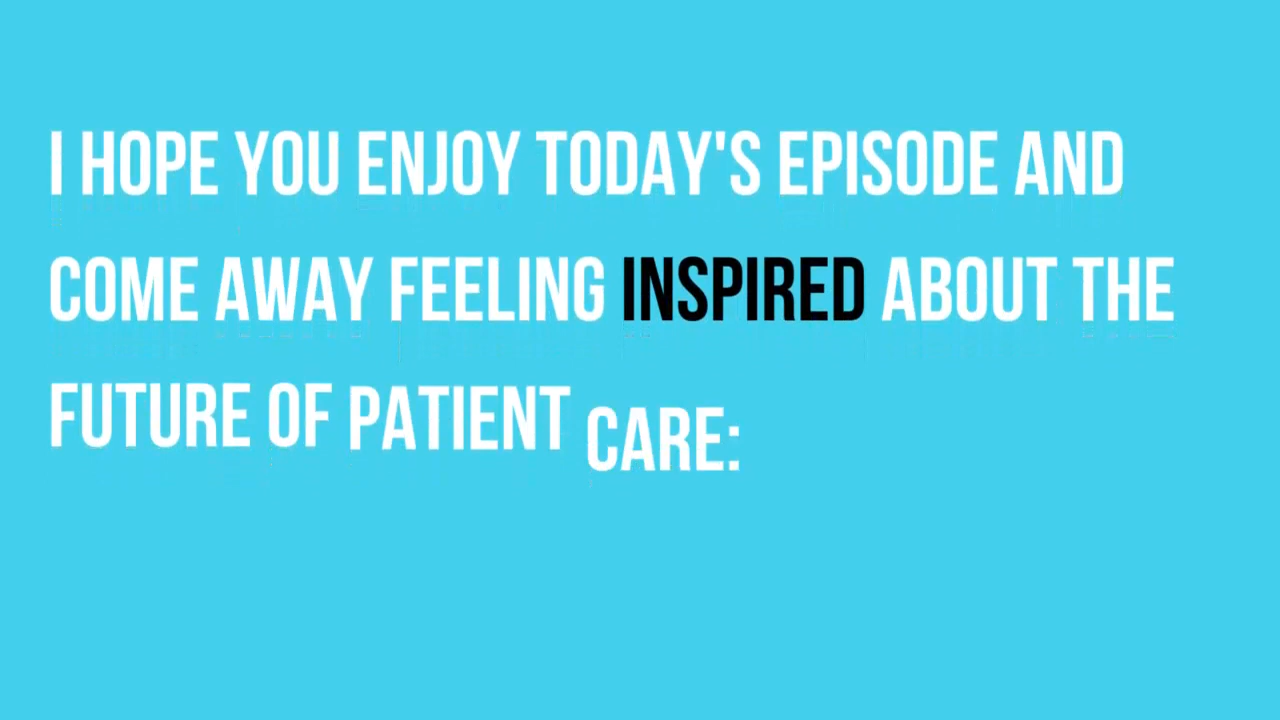 I HOPE YOU ENJOY TODAY'S EPISODE AND
COME AWAY FEELING INSPIRED ABOUT THE
FUTURE OF PATIENT CARE: